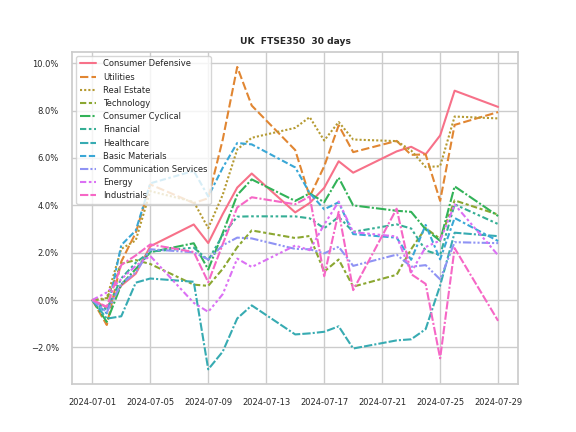 UK  FTSE350  30 days
10.0%
8.0%
6.0%
4.0%
2.0%
0.0%
−2.0%
Consumer Defensive
Utilities
Real Estate
Technology
Consumer Cyclical
Financial
Healthcare
Basic Materials
Communication Services
Energy
Industrials
2024-07-01
2024-07-05
2024-07-09
2024-07-13
2024-07-17
2024-07-21
2024-07-25
2024-07-29